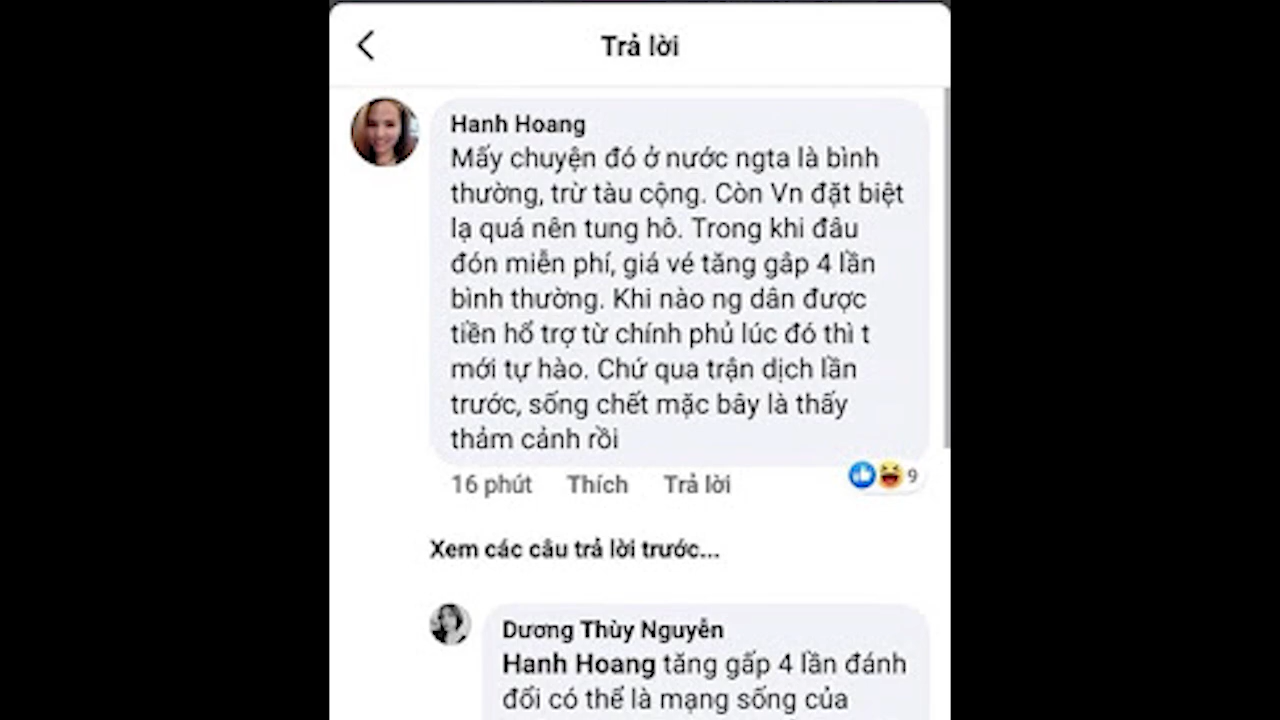 Trả lời
Hanh Hoang
Mấy chuyện đó ở nước ngta là bình
thường, trừ tàu cộng. Còn Vn đặt biệt
lạ quá nên tung hô. Trong khi đâu
đón miễn phí, giá vé tăng gâp 4 lần
bình thường. Khi nào ng dân được
tiền hổ trợ từ chính phủ lúc đó thì t
mới tự hào. Chứ qua trận dịch lần
trước, sống chết mặc bây là thấy
thảm cảnh rồi
16 phút Thích Trả lời 9
Xem các câu trả lời trước...
Dương Thùy Nguyễn
Hanh Hoang tăng gấp 4 lần đánh
đổi có thể là mạng sống của